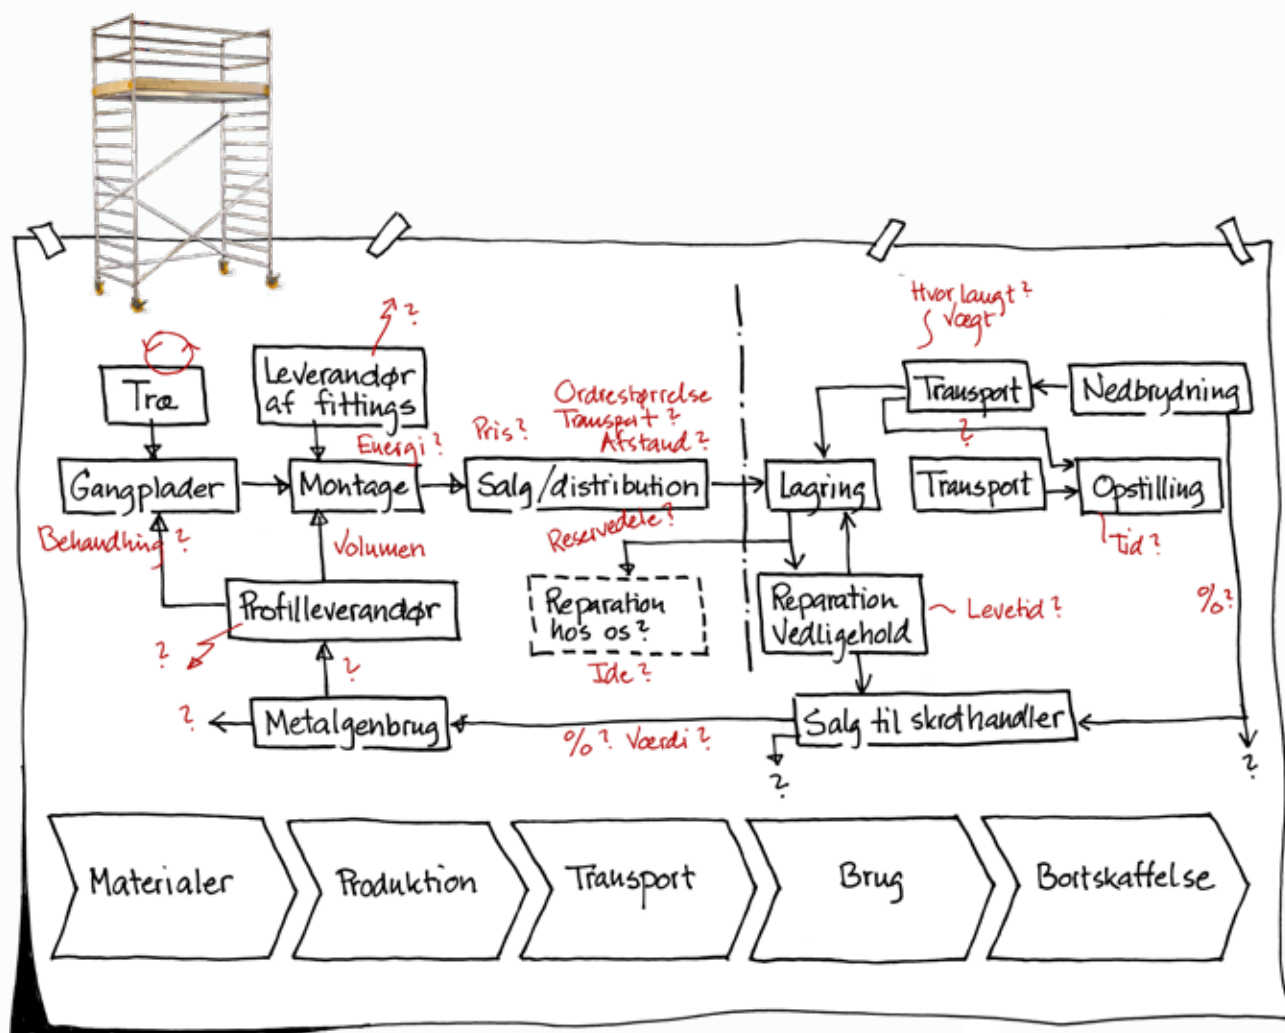 Hvor langt?
Vægt
?
Træ
Leverandør
af fittings
Transport
Nedbrydning
Ordrestørrelse
Transport?
Afstand?
Energi?
Pris?
?
Gangplader
Montage
Salg/distribution
Lagring
Transport
Opstilling
Behandling?
Volumen
Reservedele?
Tid?
Profilleverandør
Reparation
hos os?
Reparation
Vedligehold
Levetid?
%?
?
?
Ide?
?
Metalgenbrug
%? Værdi?
Salg til skrothandler
?
?
Materialer
Produktion
Transport
Brug
Bortskaffelse